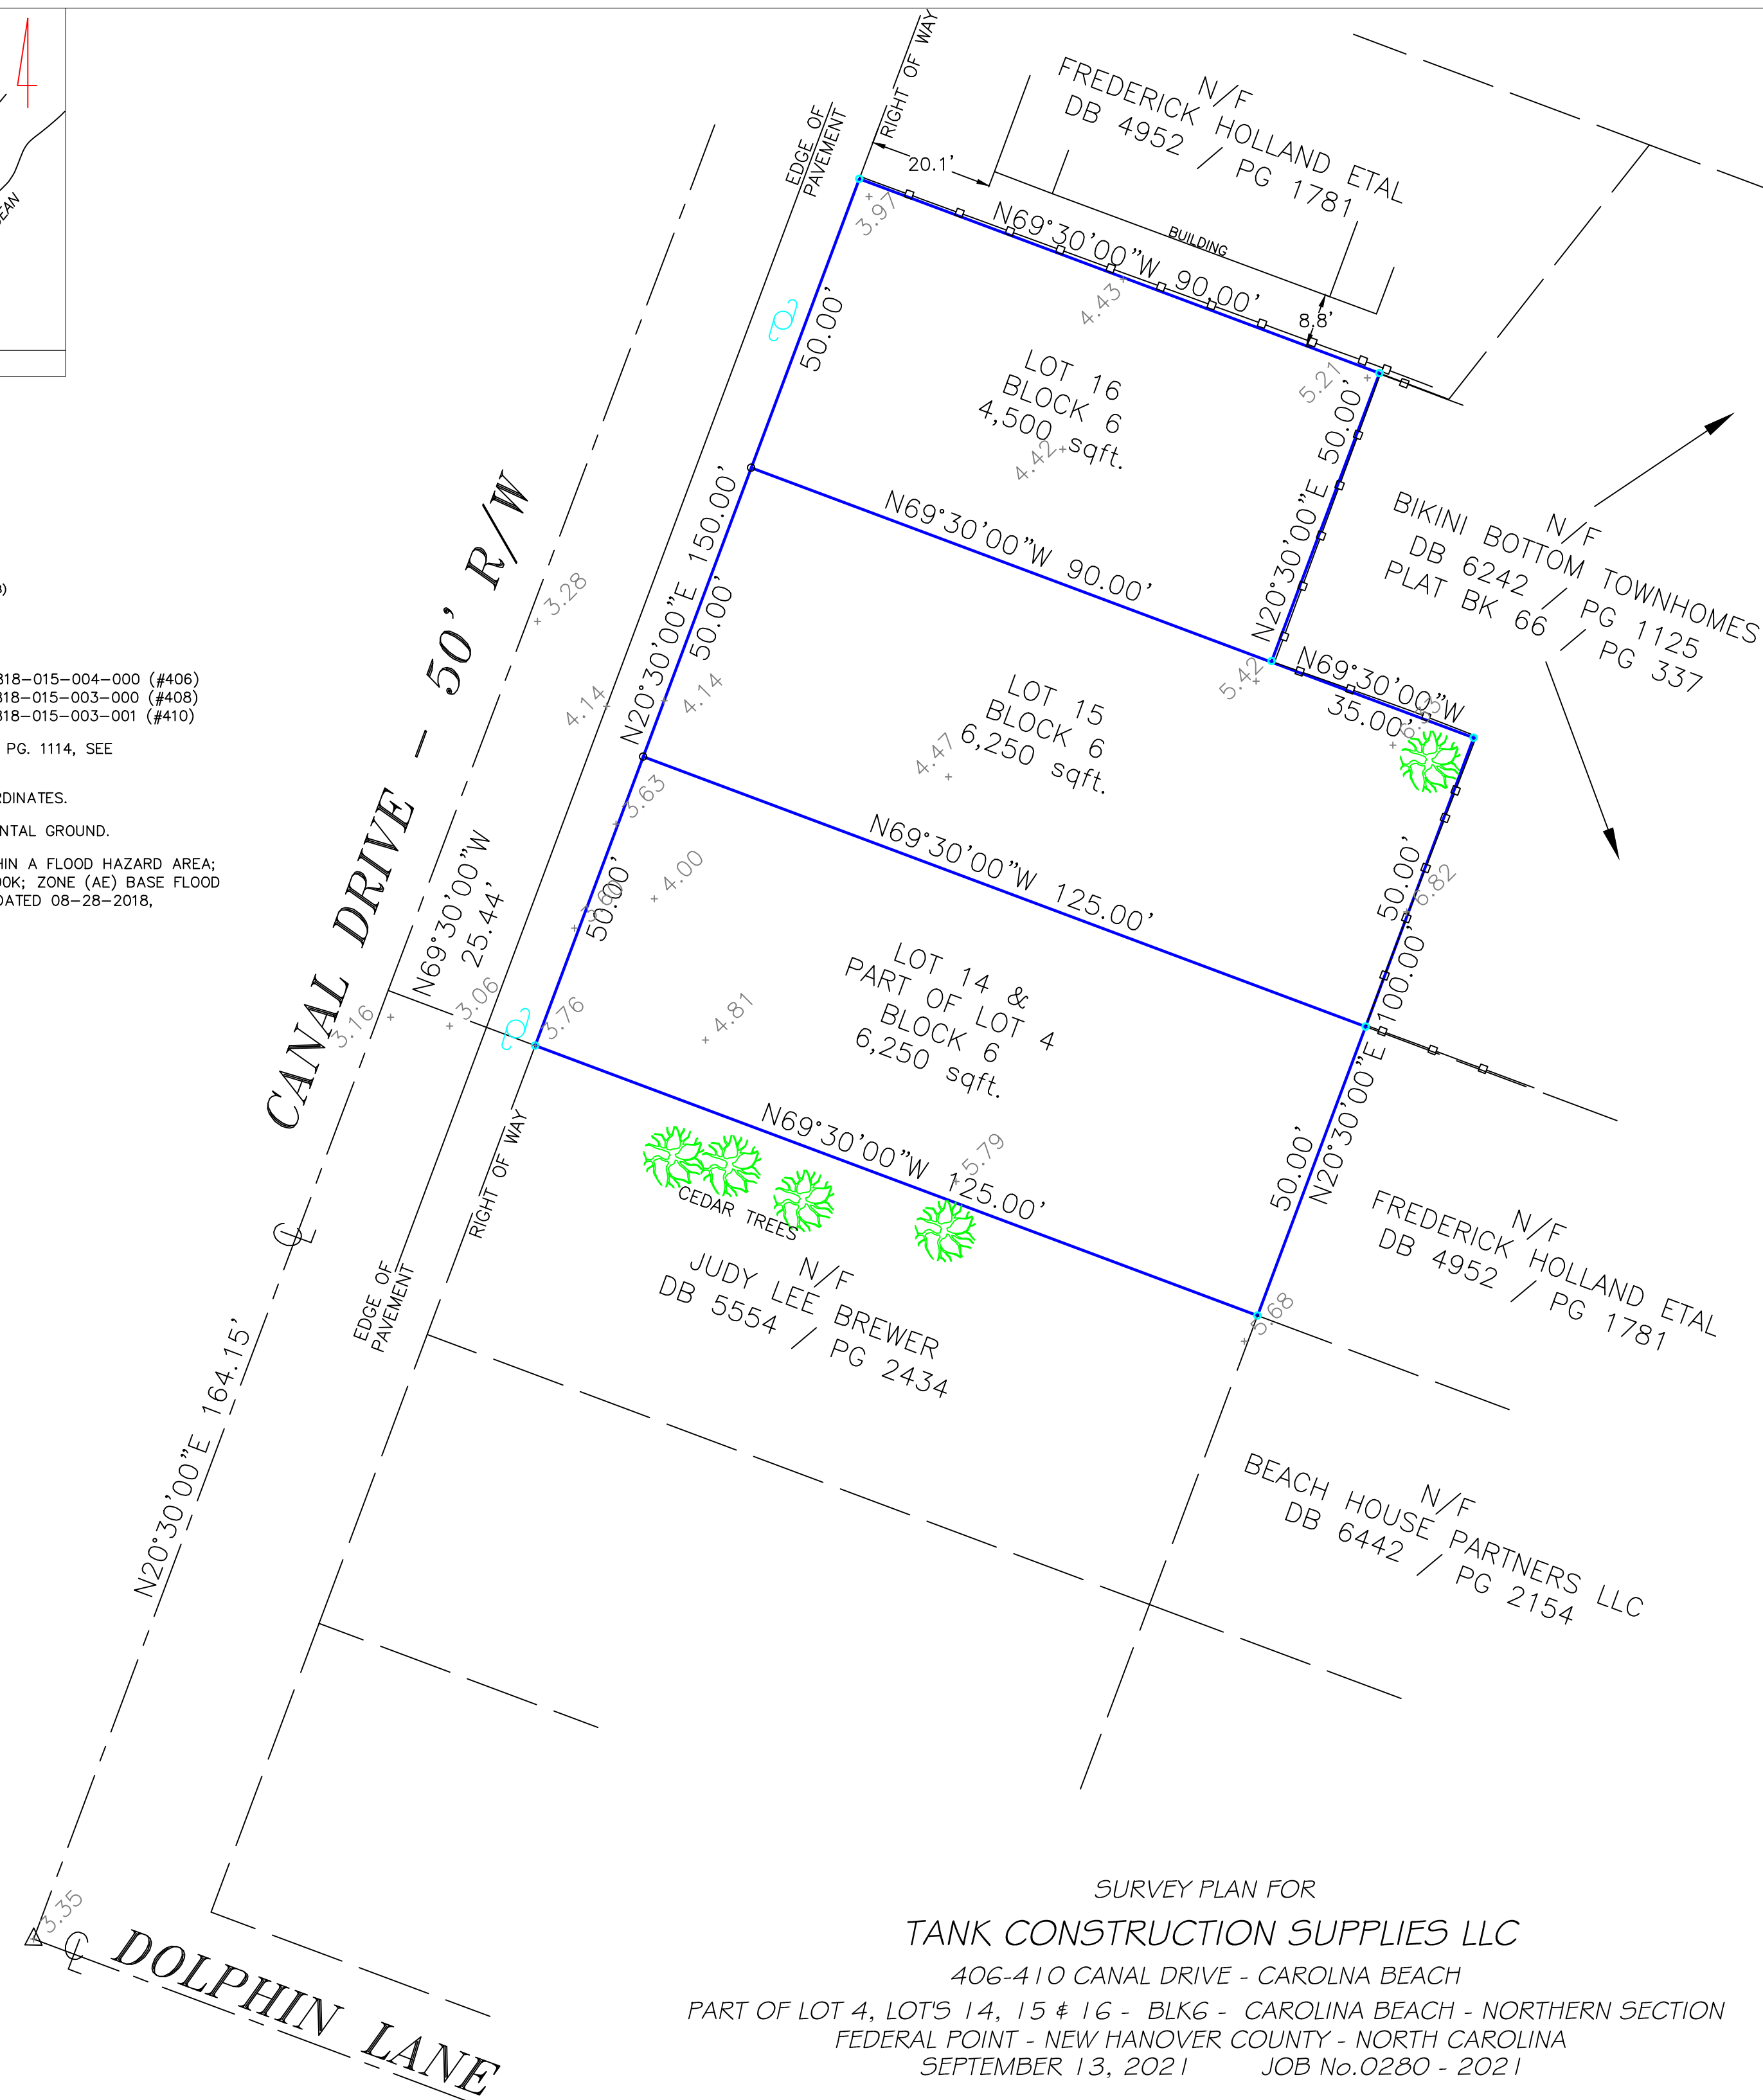 EAN
RIGHT OF WAY
EDGE OF
PAVEMENT
N/F
FREDERICK HOLLAND ETAL
DB 4952 / PG 1781
20.1'
BUILDING
3.97
N69°30'00"W 90.00'
4.43
8.8'
50.00'
LOT 16
BLOCK 6
4,500 sqft.
4.42
5.21
N20°30'00"E 50.00'
N/F
BIKINI BOTTOM TOWNHOMES
DB 6242 / PG 1125
PLAT BK 66 / PG 337
N69°30'00"W 90.00'
CANAL DRIVE - 50' R/W
3.28
N20°30'00"E 150.00'
50.00'
4.14
4.14
5.42
N69°30'00"W
35.00'
LOT 15
BLOCK 6
6,250 sqft.
4.47
318-015-004-000 (#406)
318-015-003-000 (#408)
318-015-003-001 (#410)
PG. 1114, SEE
RDINATES.
NTAL GROUND.
HIN A FLOOD HAZARD AREA;
00K; ZONE (AE) BASE FLOOD
DATED 08-28-2018,
3.63
N69°30'00"W 125.00'
50.00'
6.82
4.00
50.00'
N69°30'00"W
25.44'
3.16
3.06
3.76
4.81
LOT 14 &
PART OF LOT 4
BLOCK 6
6,250 sqft.
N20°30'00"E 100.00'
50.00'
N69°30'00"W 125.00'
5.79
RIGHT OF WAY
CEDAR TREES
N/F
JUDY LEE BREWER
DB 5554 / PG 2434
N/F
FREDERICK HOLLAND ETAL
DB 4952 / PG 1781
EDGE OF
PAVEMENT
5.68
N20°30'00"E 164.15'
N/F
BEACH HOUSE PARTNERS LLC
DB 6442 / PG 2154
3.35
DOLPHIN LANE
SURVEY PLAN FOR
TANK CONSTRUCTION SUPPLIES LLC
406-410 CANAL DRIVE - CAROLNA BEACH
PART OF LOT 4, LOT'S 14, 15 & 16 - BLK6 - CAROLINA BEACH - NORTHERN SECTION
FEDERAL POINT - NEW HANOVER COUNTY - NORTH CAROLINA
SEPTEMBER 13, 2021 JOB No.0280 - 2021